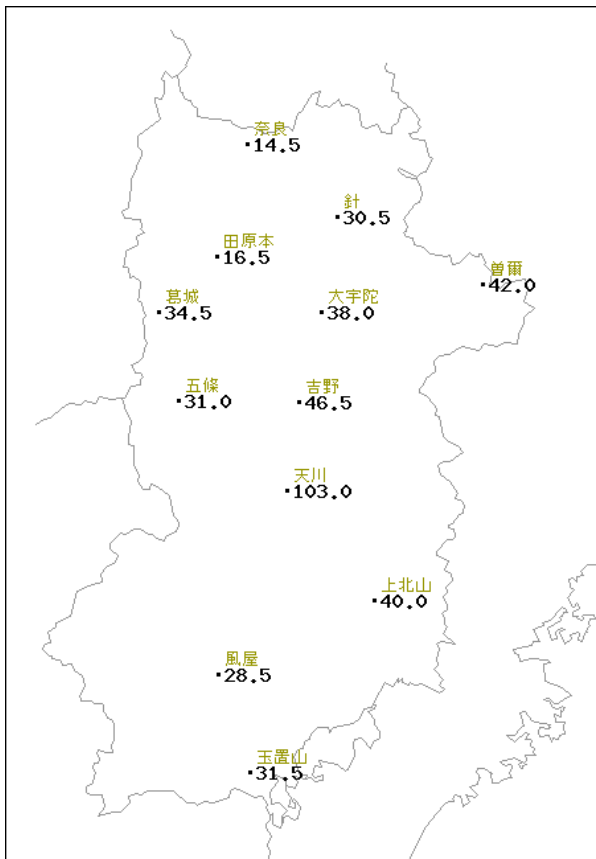 奈良
14.5
針
30.5
田原本
16.5
曽爾
42.0
葛城
34.5
大宇陀
38.0
五條
31.0
吉野
46.5
天川
103.0
上北山
40.0
風屋
28.5
玉置山
31.5